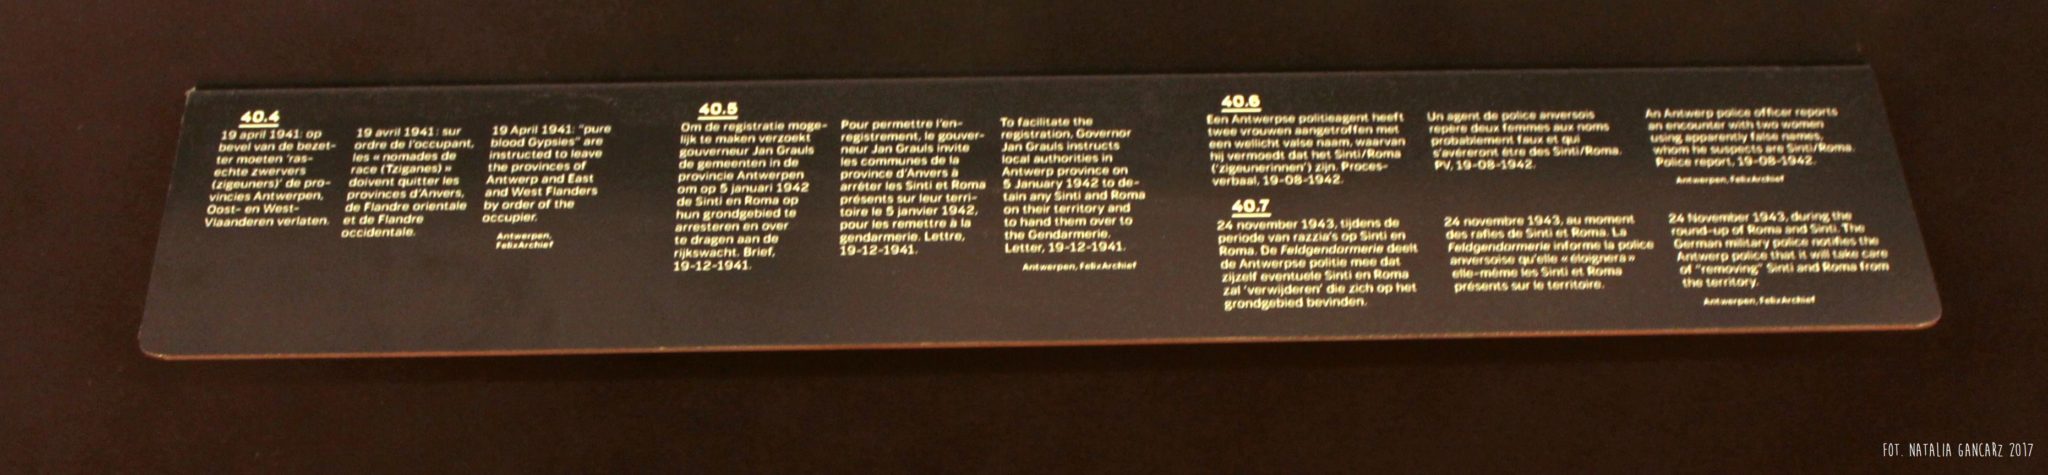 40.4
19 april 1941: op
bevel van de bezet-
ter moeten 'ras-
echte zwervers
(zigeuners)' de pro-
vincies Antwerpen,
Oost- en West-
Vlaanderen verlaten.
19 avril 1941: sur
ordre de l'occupant,
les « nomades de
race (Tziganes) »
doivent quitter les
provinces d'Anvers,
de Flandre orientale
et de Flandre
occidentale.
19 April 1941: "pure
blood Gypsies" are
instructed to leave
the provinces of
Antwerp and East
and West Flanders
by order of the
occupier.
Antwerpen,
FelixArchief
40.5
Om de registratie moge-
lijk te maken verzoekt
gouverneur Jan Grauls
de gemeenten in de
provincie Antwerpen
om op 5 januari 1942
de Sinti en Roma op
hun grondgebied te
arresteren en over
te dragen aan de
rijkswacht. Brief,
19-12-1941.
Pour permettre l'en-
registrement, le gouver-
neur Jan Grauls invite
les communes de la
province d'Anvers à
arrêter les Sinti et Roma
présents sur leur terri-
toire le 5 janvier 1942,
pour les remettre à la
gendarmerie. Lettre,
19-12-1941.
To facilitate the
registration, Governor
Jan Grauls instructs
local authorities in
Antwerp province on
5 January 1942 to de-
tain any Sinti and Roma
on their territory and
to hand them over to
the Gendarmerie.
Letter, 19-12-1941.
Antwerpen, FelixArchief
40.6
Een Antwerpse politieagent heeft
twee vrouwen aangetroffen met
een wellicht valse naam, waarvan
hij vermoedt dat het Sinti/Roma
('zigeunerinnen') zijn. Proces-
verbaal, 19-08-1942.
Un agent de police anversois
repère deux femmes aux noms
probablement faux et qui
s'avéreront être des Sinti/Roma.
PV, 19-08-1942.
An Antwerp police officer reports
an encounter with two women
using apparently false names,
whom he suspects are Sinti/Roma.
Police report, 19-08-1942.
Antwerpen, FelixArchief
40.7
24 november 1943, tijdens de
periode van razzia's op Sinti en
Roma. De Feldgendarmerie deelt
de Antwerpse politie mee dat
zijzelf eventuele Sinti en Roma
zal 'verwijderen' die zich op het
grondgebied bevinden.
24 novembre 1943, au moment
des rafles de Sinti et Roma. La
Feldgendarmerie informe la police
anversoise qu'elle « éloignera »
elle-même les Sinti et Roma
présents sur le territoire.
24 November 1943, during the
round-up of Roma and Sinti. The
German military police notifies the
Antwerp police that it will take care
of "removing" Sinti and Roma from
the territory.
Antwerpen, FelixArchief
FOT. NATALIA GANCARZ 2017